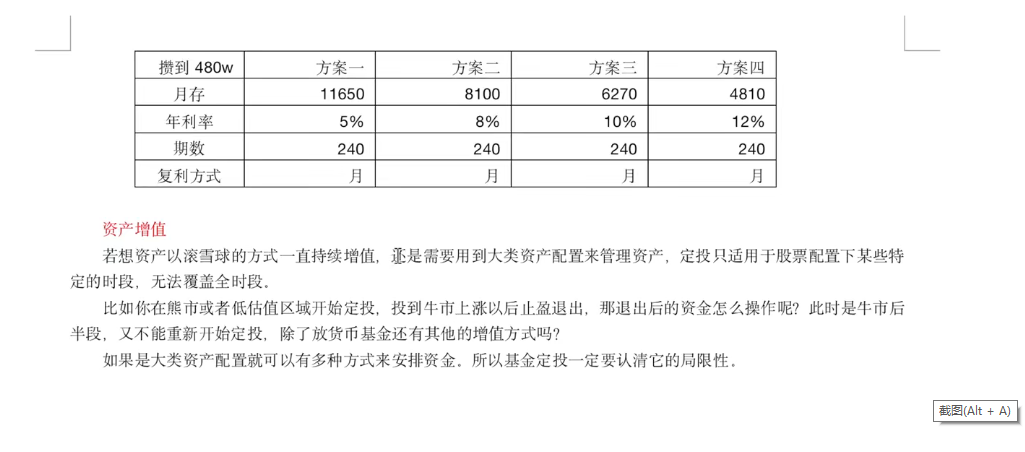 攒到 480w 方案一 方案二 方案三 方案四
月存 11650 8100 6270 4810
年利率 5% 8% 10% 12%
期数 240 240 240 240
复利方式 月 月 月 月
资产增值
若想资产以滚雪球的方式一直持续增值，还是需要用到大类资产配置来管理资产，定投只适用于股票配置下某些特
定的时段，无法覆盖全时段。
比如你在熊市或者低估值区域开始定投，投到牛市上涨以后止盈退出，那退出后的资金怎么操作呢？此时是牛市后
半段，又不能重新开始定投，除了放货币基金还有其他的增值方式吗？
如果是大类资产配置就可以有多种方式来安排资金。所以基金定投一定要认清它的局限性。
截图(Alt + A)